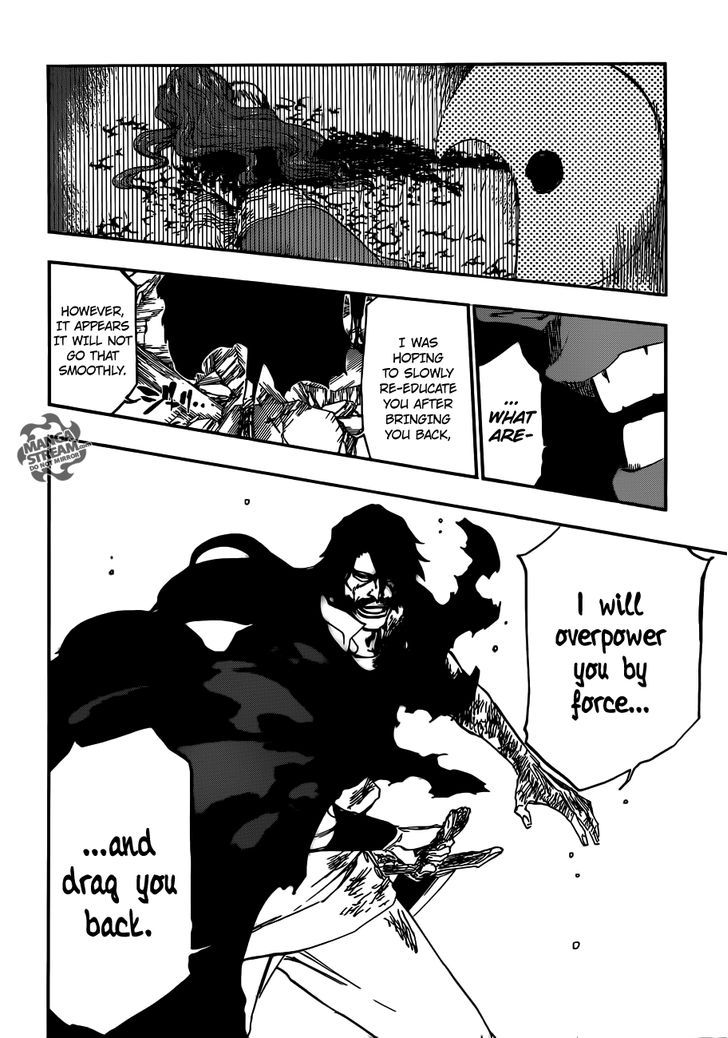 ...
WHAT
ARE-
I WAS
HOPING
TO SLOWLY
RE-EDUCATE
YOU AFTER
BRINGING
YOU BACK,
HOWEVER,
IT APPEARS
IT WILL NOT
GO THAT
SMOOTHLY.
MANGA
STREAM.com
DO NOT MIRROR!
I will
overpower
you by
force...
...and
drag you
back.